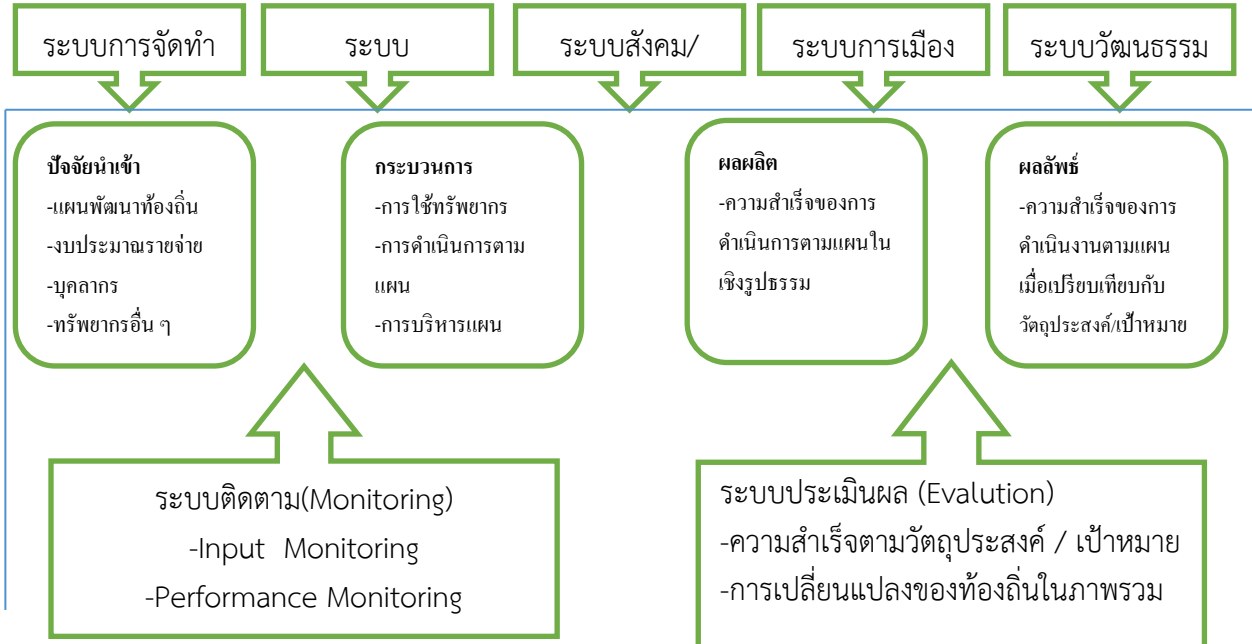 ระบบการจัดทำ
ระบบ
ระบบสังคม/
ระบบการเมือง
ระบบวัฒนธรรม
ปัจจัยนำเข้า
-แผนพัฒนาท้องถิ่น
-งบประมาณรายจ่าย
-บุคลากร
-ทรัพยากรอื่น ๆ
กระบวนการ
-การใช้ทรัพยากร
-การดำเนินการตาม
แผน
-การบริหารแผน
ผลผลิต
-ความสำเร็จของการ
ดำเนินการตามแผนใน
เชิงรูปธรรม
ผลลัพธ์
-ความสำเร็จของการ
ดำเนินงานตามแผน
เมื่อเปรียบเทียบกับ
วัตถุประสงค์/เป้าหมาย
ระบบติดตาม(Monitoring)
-Input Monitoring
-Performance Monitoring
ระบบประเมินผล (Evalution)
-ความสำเร็จตามวัตถุประสงค์ / เป้าหมาย
-การเปลี่ยนแปลงของท้องถิ่นในภาพรวม